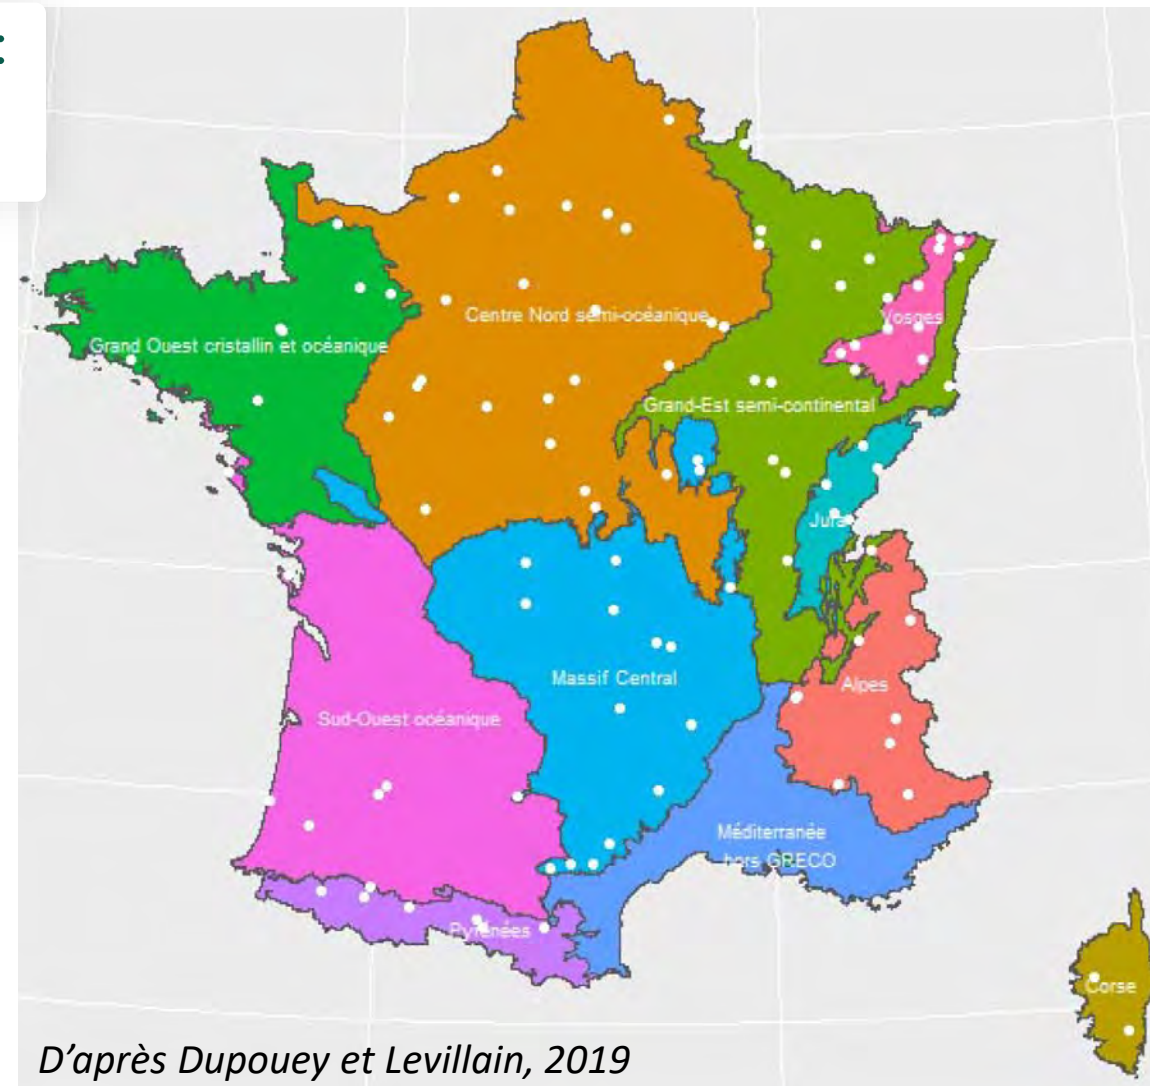 :
Centre Nord semi-océanique
Vosges
Grand Ouest cristallin et océanique
Grand-Est semi-continental
Jura
Massif Central
Alpes
Sud-Ouest océanique
Méditerranée
hors GRECO
Pyrénées
Corse
D'après Dupouey et Levillain, 2019